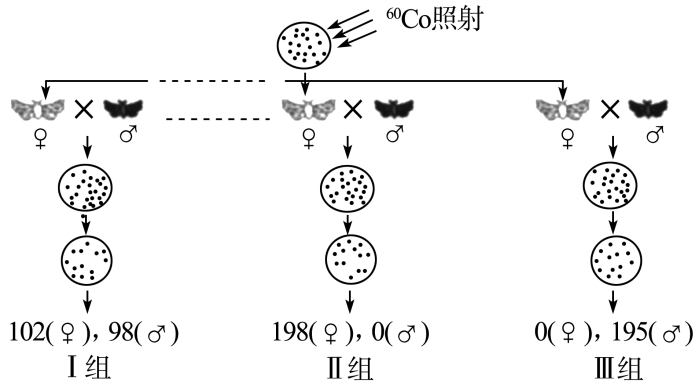 ⁶⁰Co照射
♀ × ♂ ♀ × ♂ ♀ × ♂
102(♀), 98(♂) 198(♀), 0(♂) 0(♀), 195(♂)
Ⅰ组 Ⅱ组 Ⅲ组